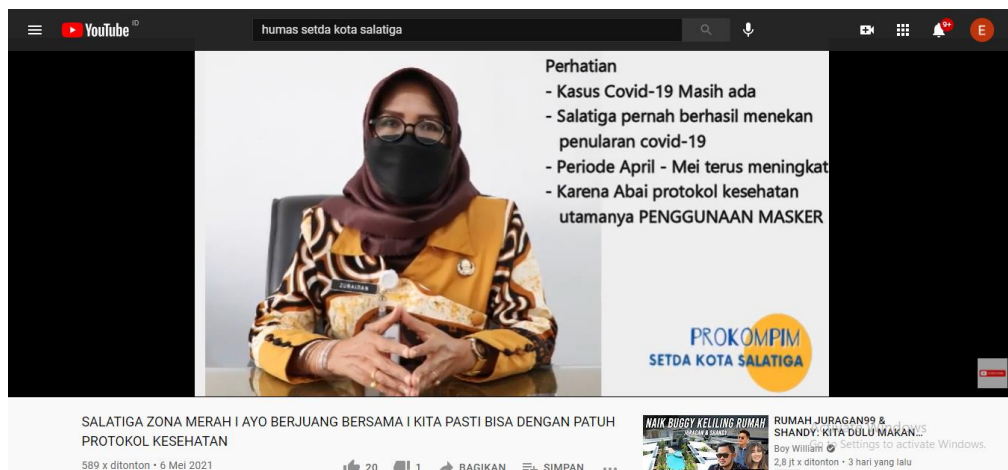 YouTube ID
humas setda kota salatiga
9+
E
Perhatian
- Kasus Covid-19 Masih ada
- Salatiga pernah berhasil menekan
penularan covid-19
- Periode April - Mei terus meningkat
- Karena Abai protokol kesehatan
utamanya PENGGUNAAN MASKER
ZURAIDAH
PROKOMPIM
SETDA KOTA SALATIGA
SALATIGA ZONA MERAH I AYO BERJUANG BERSAMA I KITA PASTI BISA DENGAN PATUH
PROTOKOL KESEHATAN
589 x ditonton • 6 Mei 2021
20
1
BAGIKAN
SIMPAN
NAIK BUGGY KELILING RUMAH
JURAGAN & SHANDY
RUMAH JURAGAN99 &
SHANDY: KITA DULU MAKAN...
Boy William
2,8 jt x ditonton • 3 hari yang lalu
Go to Settings to activate Windows.